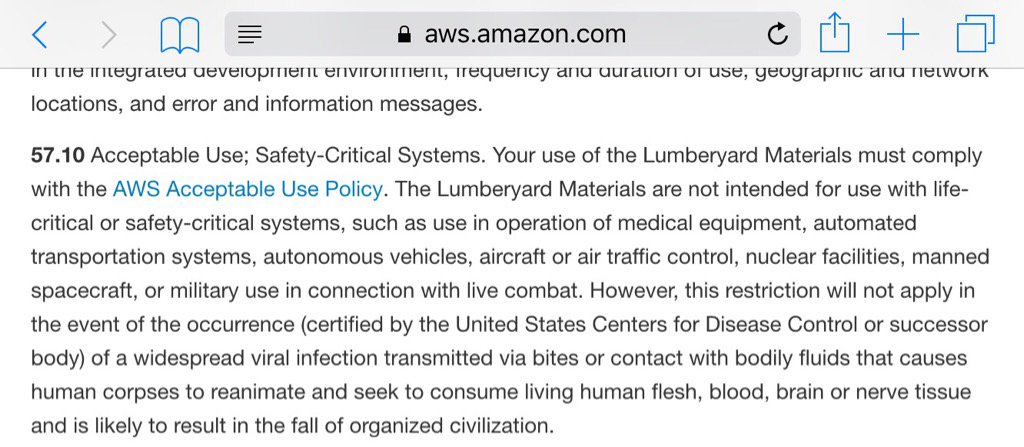 aws.amazon.com
in the integrated development environment, frequency and duration of use, geographic and network
locations, and error and information messages.
57.10 Acceptable Use; Safety-Critical Systems. Your use of the Lumberyard Materials must comply
with the AWS Acceptable Use Policy. The Lumberyard Materials are not intended for use with life-
critical or safety-critical systems, such as use in operation of medical equipment, automated
transportation systems, autonomous vehicles, aircraft or air traffic control, nuclear facilities, manned
spacecraft, or military use in connection with live combat. However, this restriction will not apply in
the event of the occurrence (certified by the United States Centers for Disease Control or successor
body) of a widespread viral infection transmitted via bites or contact with bodily fluids that causes
human corpses to reanimate and seek to consume living human flesh, blood, brain or nerve tissue
and is likely to result in the fall of organized civilization.